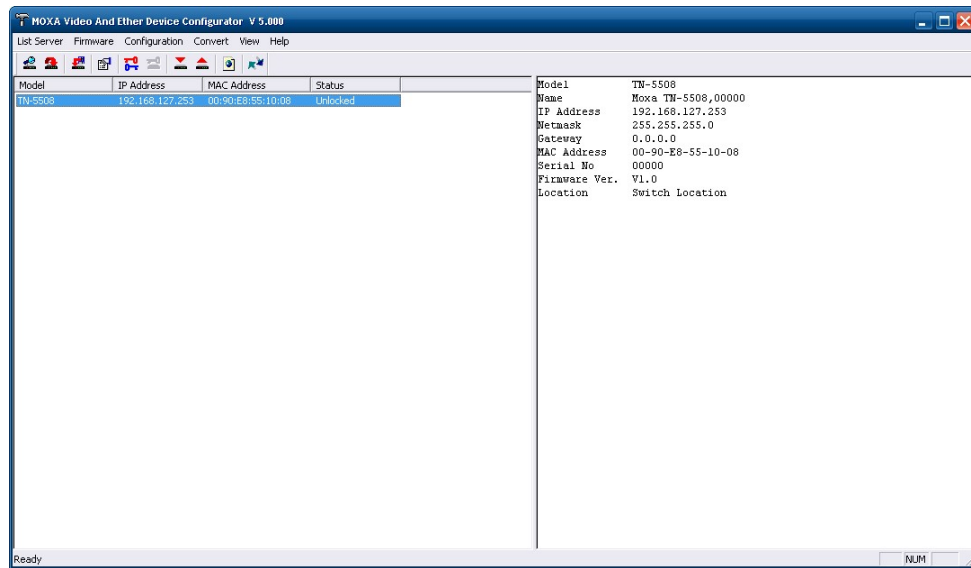 MOXA Video And Ether Device Configurator V 5.000
List Server Firmware Configuration Convert View Help
Model IP Address MAC Address Status
TN-5508 192.168.127.253 00:90:E8:55:10:08 Unlocked
Model TN-5508
Name Moxa TN-5508,00000
IP Address 192.168.127.253
Netmask 255.255.255.0
Gateway 0.0.0.0
MAC Address 00-90-E8-55-10-08
Serial No 00000
Firmware Ver. V1.0
Location Switch Location
Ready NUM